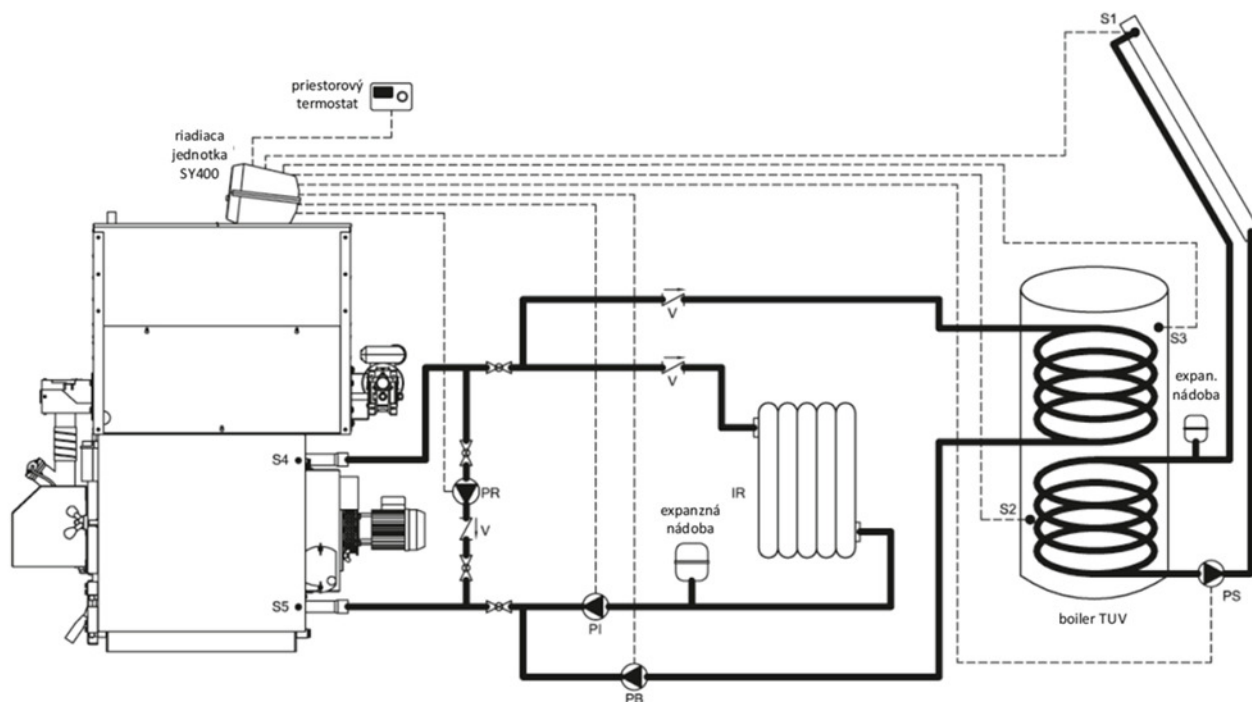 S1
priestorový
termostat
riadiaca
jednotka
SY400
V
S3
V
expan.
nádoba
S4
PR
IR
expanzná
nádoba
S2
V
S5
PI
PS
boiler TUV
PB